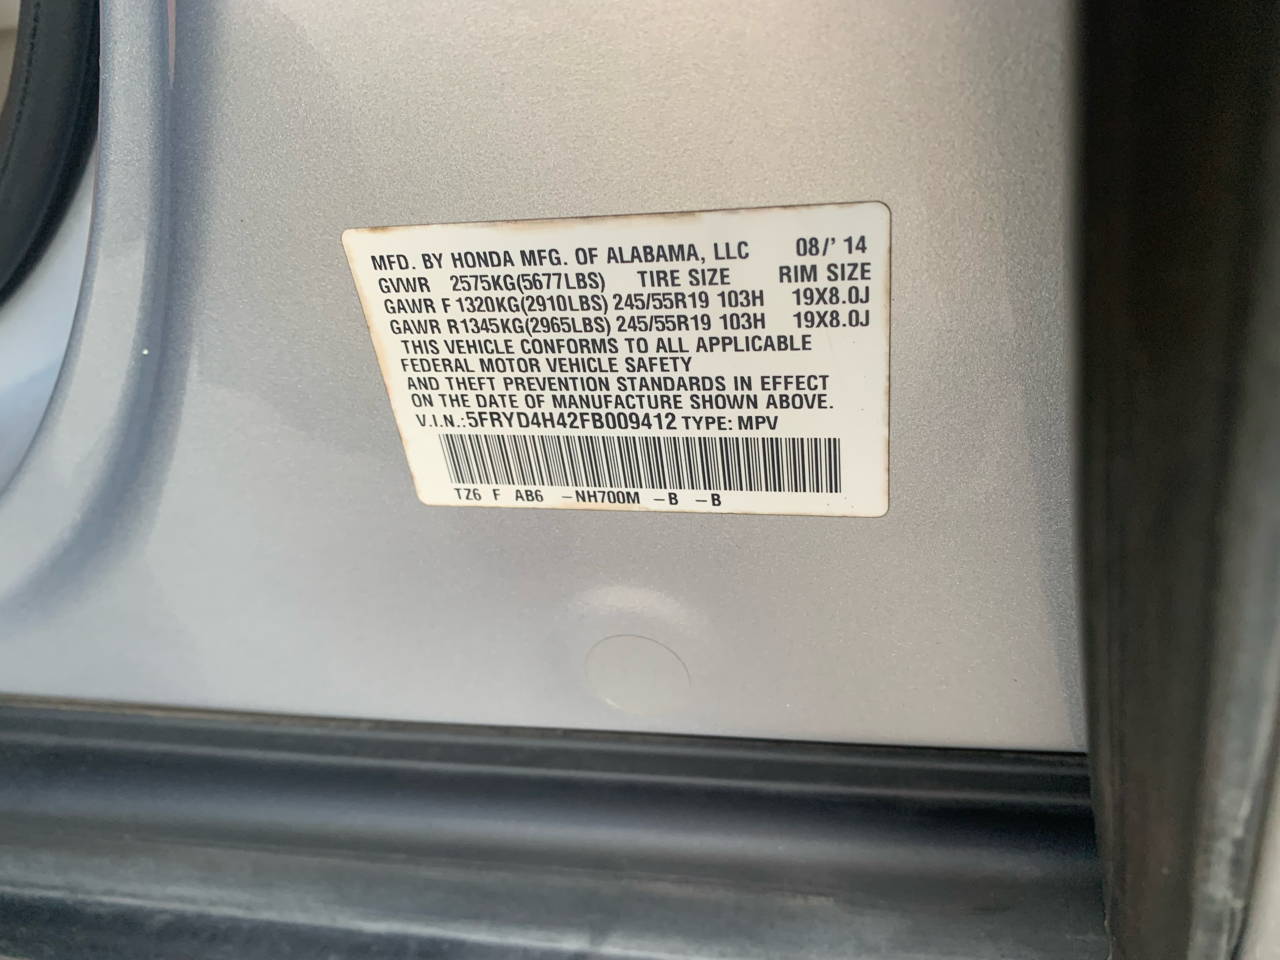 MFD. BY HONDA MFG. OF ALABAMA, LLC 08/' 14
GVWR 2575KG(5677LBS) TIRE SIZE RIM SIZE
GAWR F 1320KG(2910LBS) 245/55R19 103H 19X8.0J
GAWR R1345KG(2965LBS) 245/55R19 103H 19X8.0J
THIS VEHICLE CONFORMS TO ALL APPLICABLE
FEDERAL MOTOR VEHICLE SAFETY
AND THEFT PREVENTION STANDARDS IN EFFECT
ON THE DATE OF MANUFACTURE SHOWN ABOVE.
V.I.N.:5FRYD4H42FB009412 TYPE: MPV
TZ6 F AB6 –NH700M –B –B